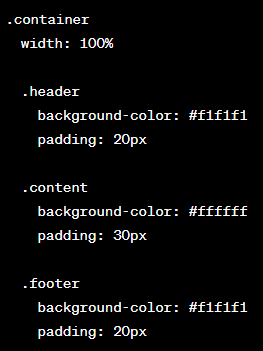 .container
  width: 100%

  .header
    background-color: #f1f1f1
    padding: 20px

  .content
    background-color: #ffffff
    padding: 30px

  .footer
    background-color: #f1f1f1
    padding: 20px